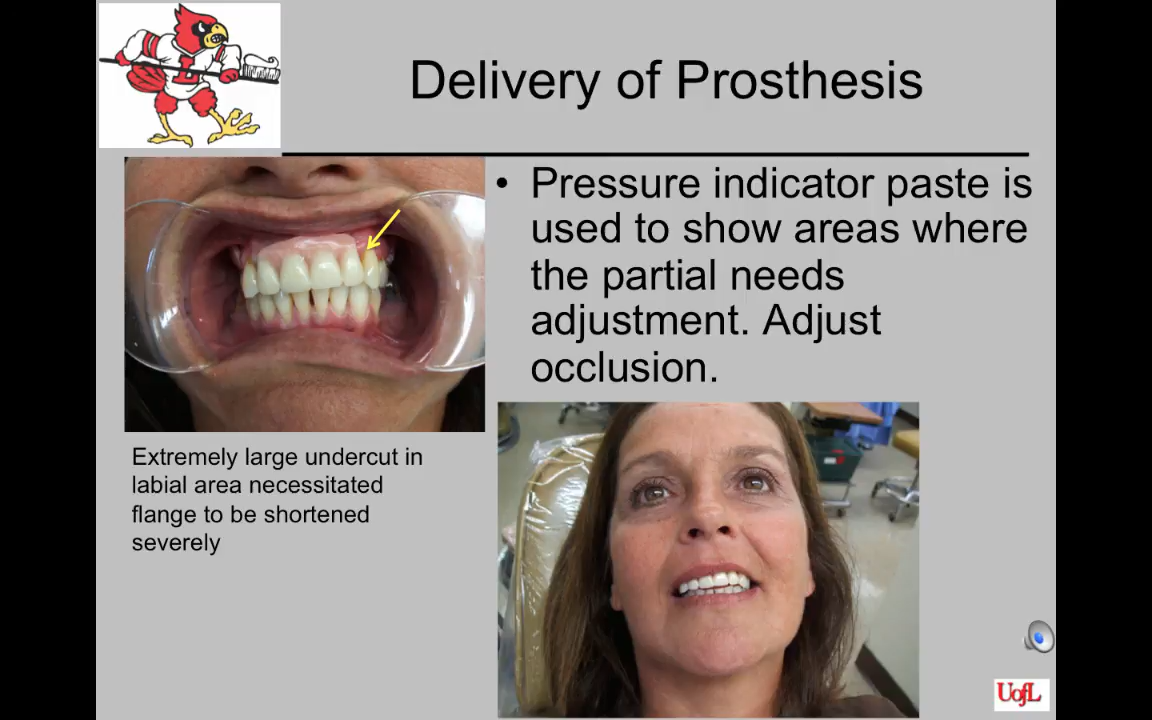 Delivery of Prosthesis
• Pressure indicator paste is
used to show areas where
the partial needs
adjustment. Adjust
occlusion.
Extremely large undercut in
labial area necessitated
flange to be shortened
severely
L
UofL